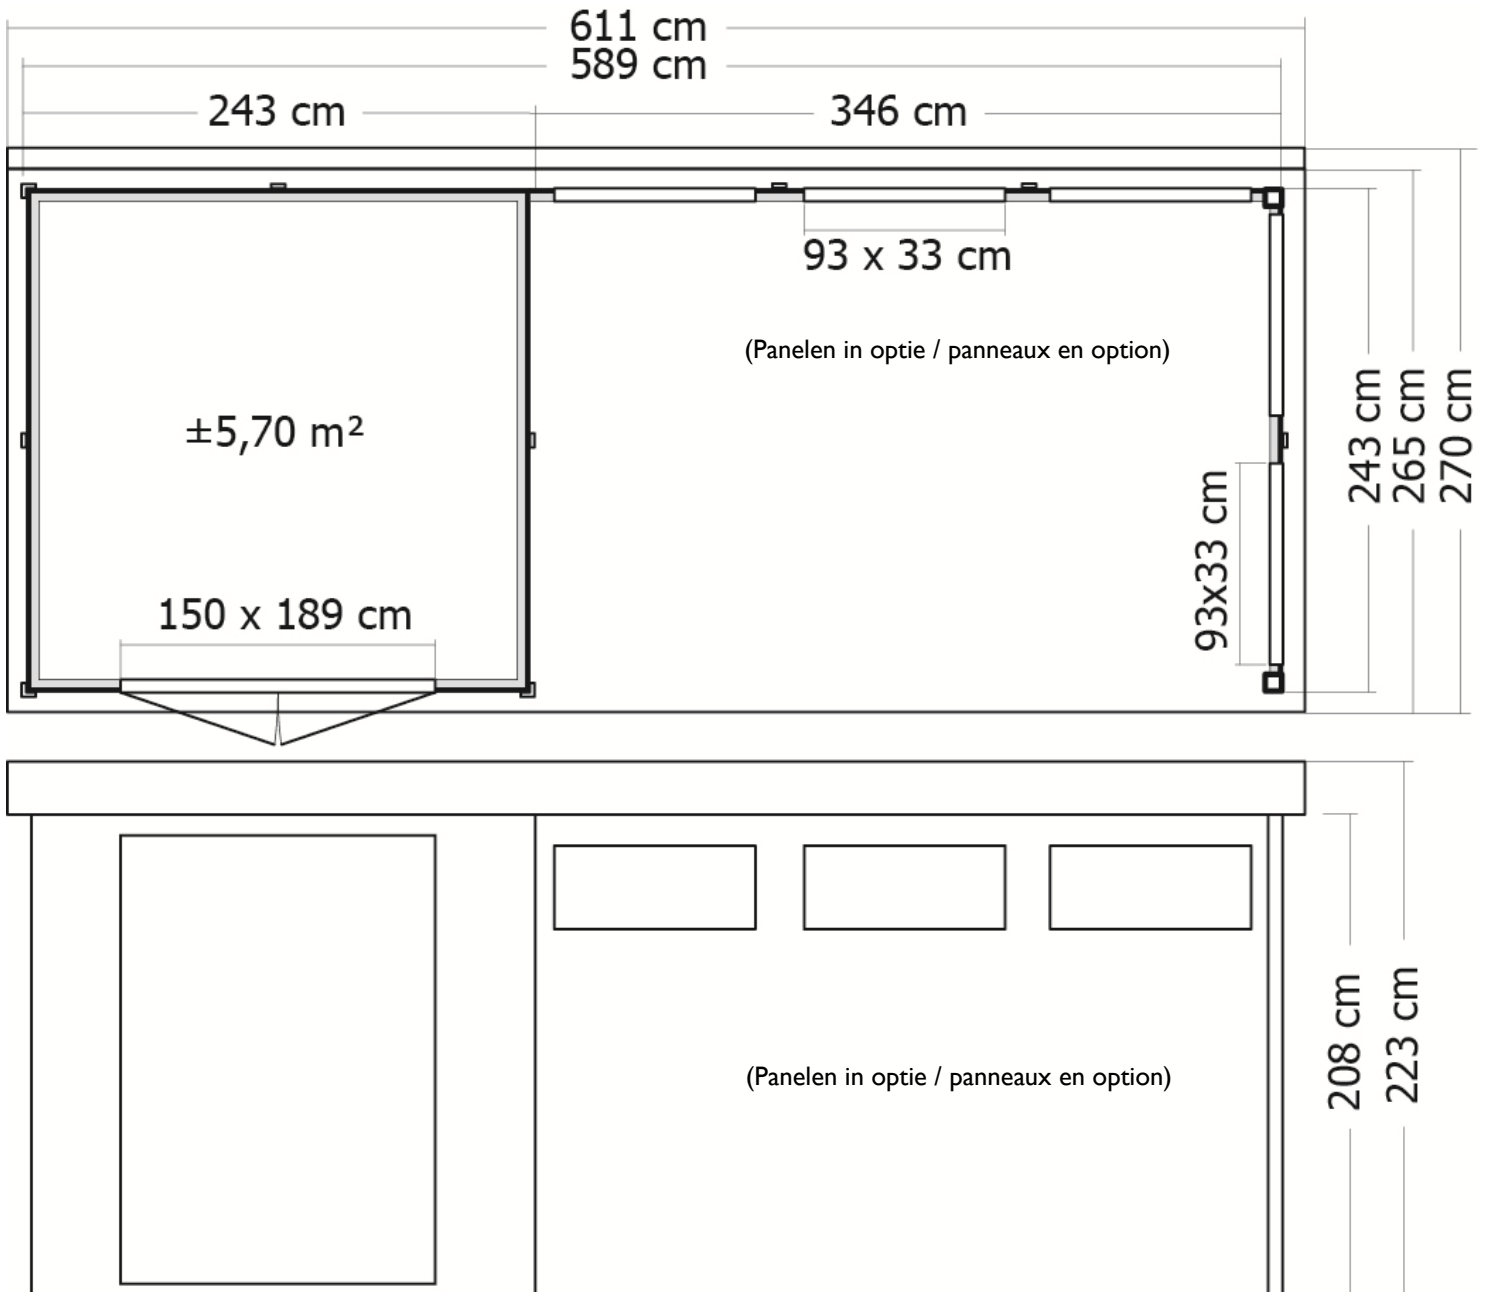 611 cm
589 cm
243 cm
346 cm
93 x 33 cm
(Panelen in optie / panneaux en option)
243 cm
265 cm
270 cm
±5,70 m²
93x33 cm
150 x 189 cm
208 cm
223 cm
(Panelen in optie / panneaux en option)